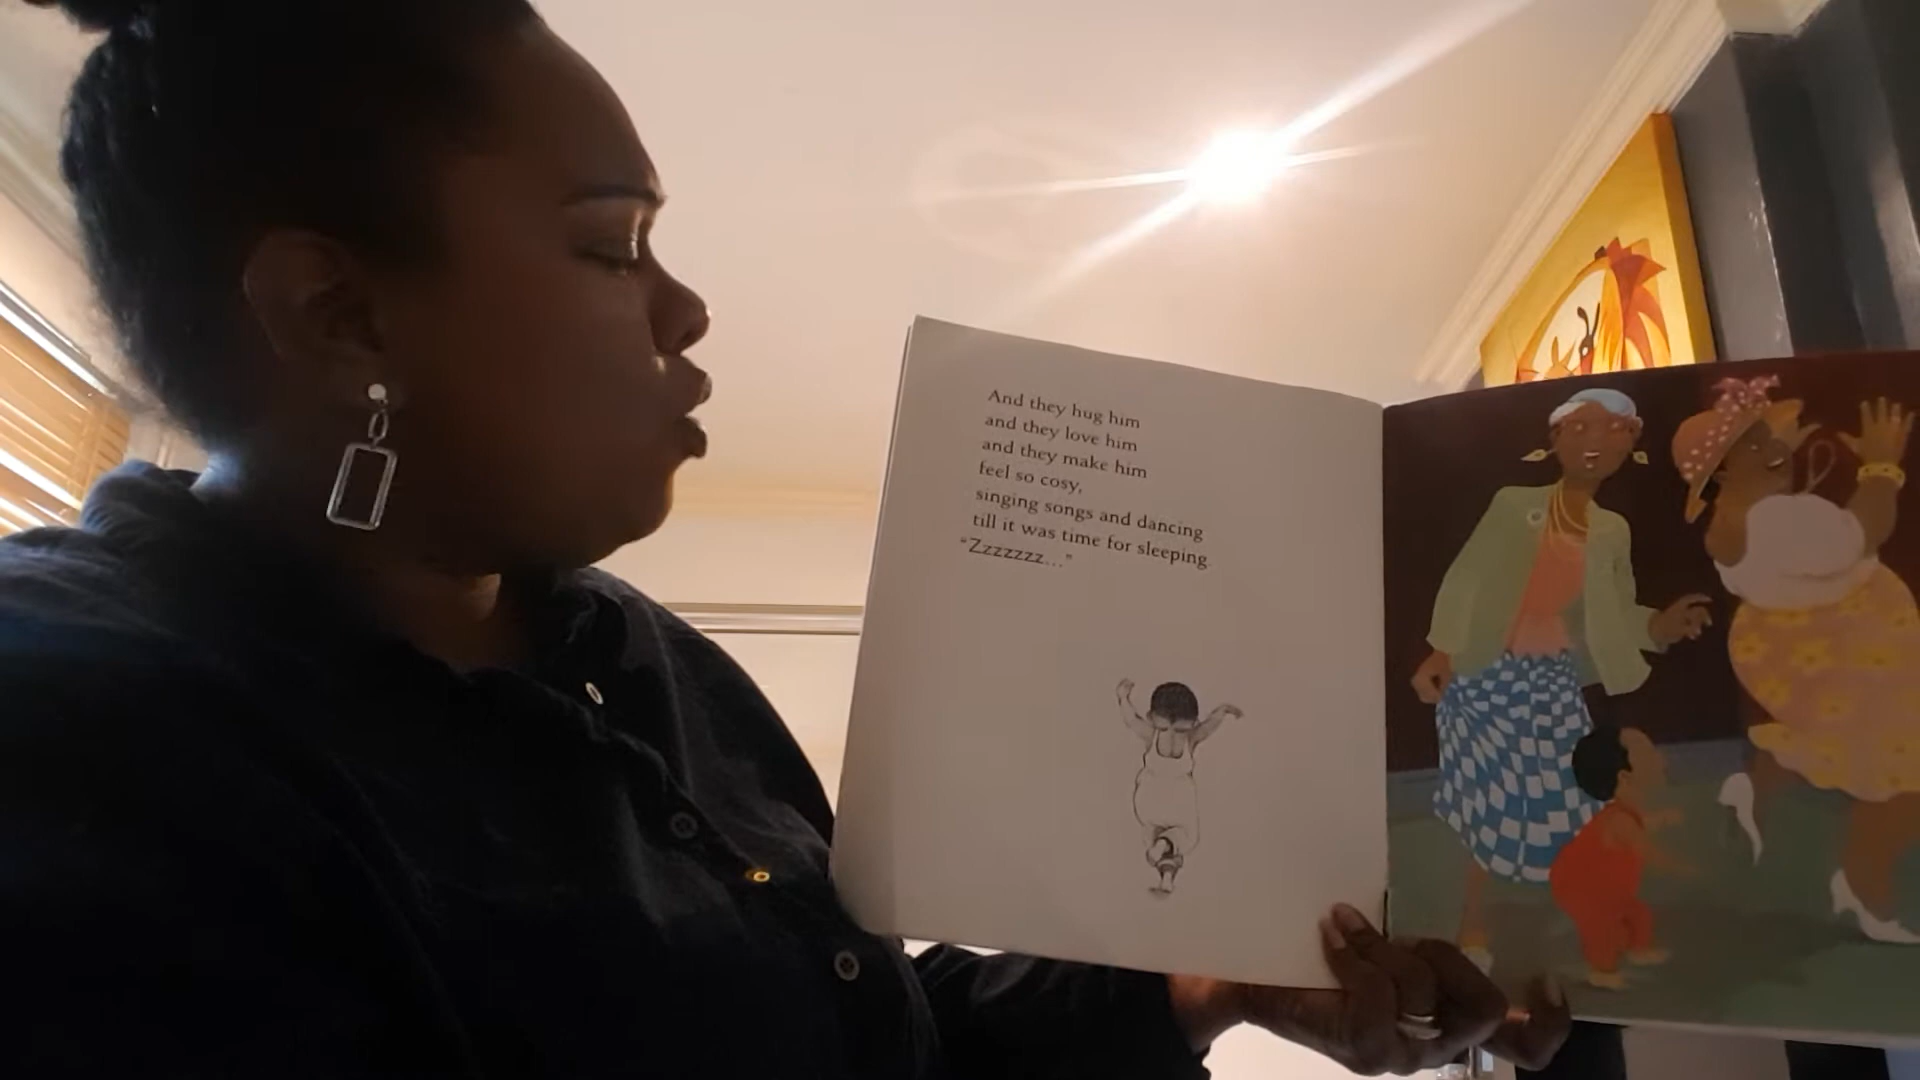 And they hug him
and they love him
and they make him
feel so cosy,
singing songs and dancing
till it was time for sleeping.
“Zzzzzzz...”